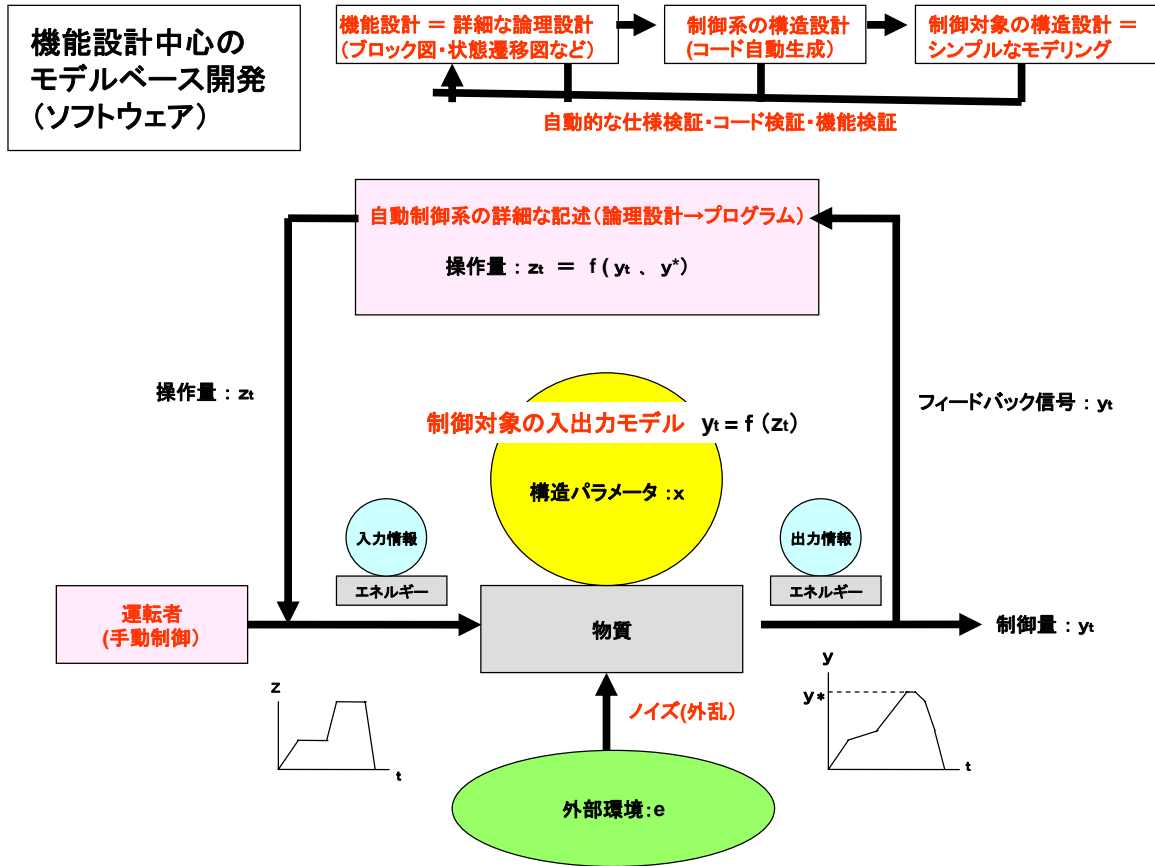 機能設計中心の
モデルベース開発
（ソフトウェア）
機能設計 ＝ 詳細な論理設計
(ブロック図・状態遷移図など）
制御系の構造設計
(コード自動生成）
制御対象の構造設計 ＝
シンプルなモデリング
自動的な仕様検証・コード検証・機能検証
自動制御系の詳細な記述（論理設計→プログラム）
操作量 ： zt ＝ f ( yt 、 y*）
操作量 ： zt
フィードバック信号 ： yt
制御対象の入出力モデル yt = f （zt）
構造パラメータ ：x
入力情報
エネルギー
出力情報
エネルギー
運転者
(手動制御）
物質
制御量 ： yt
z
t
ノイズ(外乱）
y
y*
t
外部環境：e